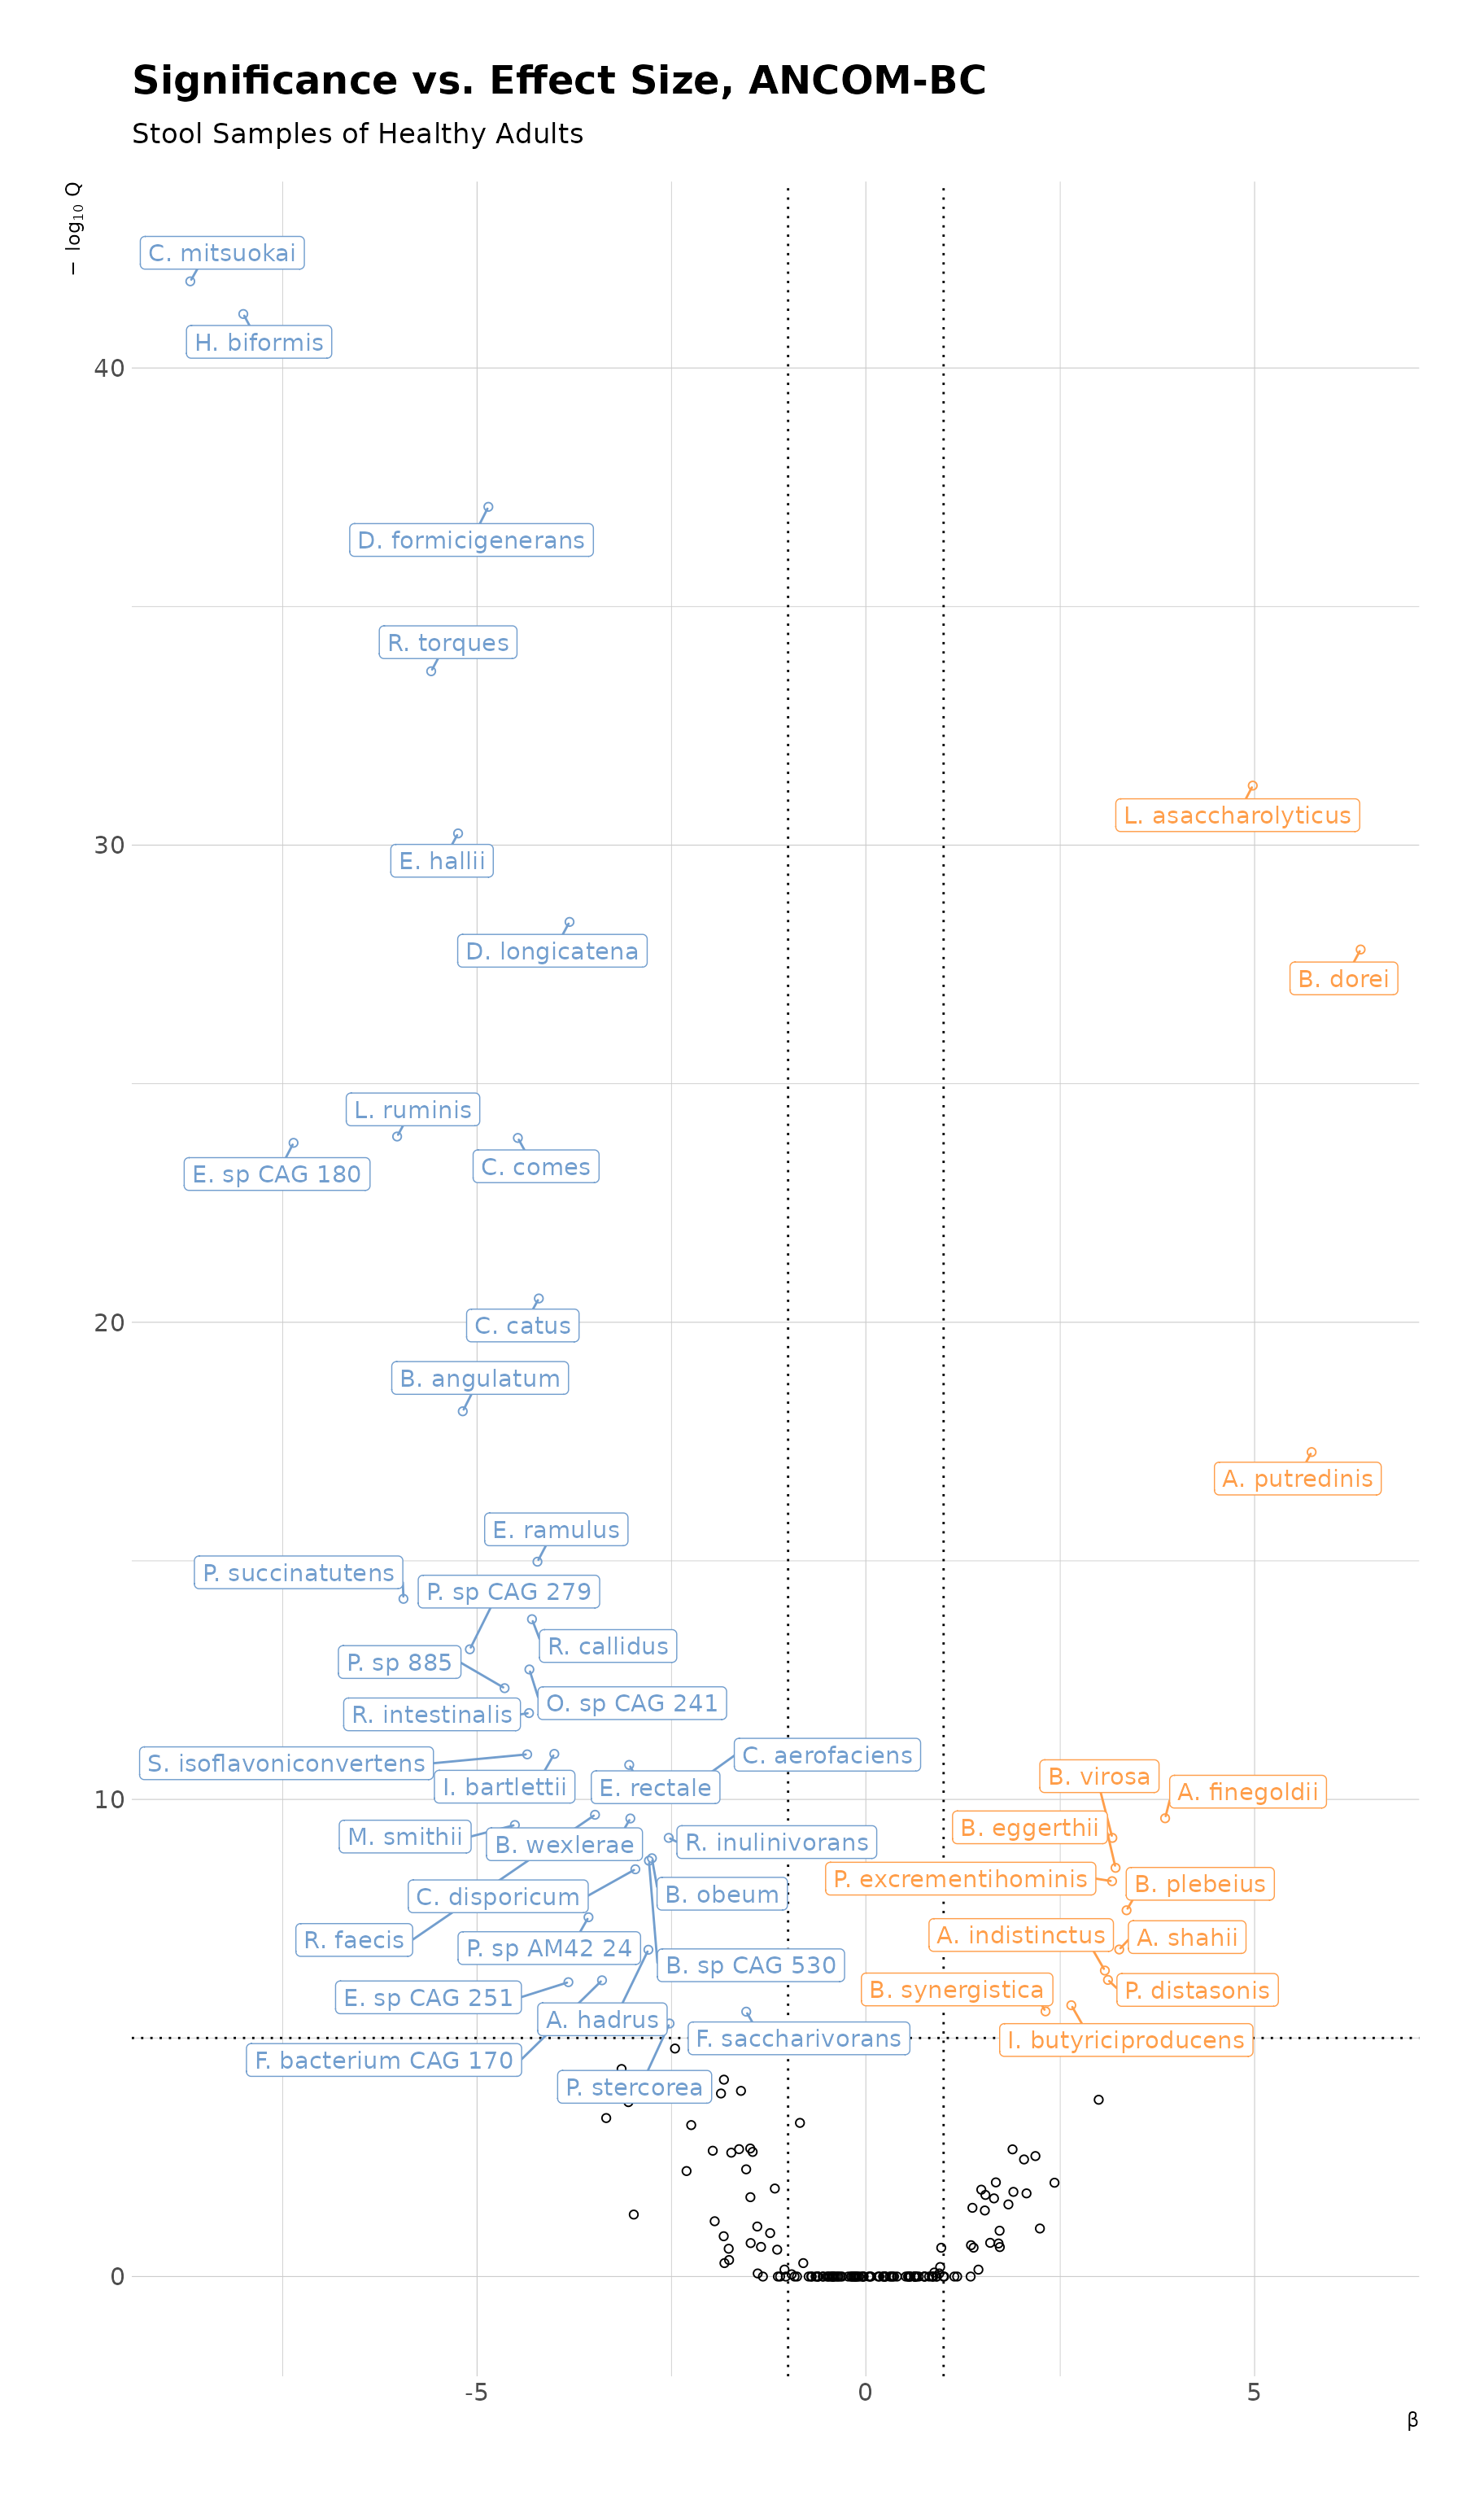 Significance vs. Effect Size, ANCOM-BC
Stool Samples of Healthy Adults
− log10 Q
C. mitsuokai
H. biformis
40
D. formicigenerans
R. torques
L. asaccharolyticus
30
E. hallii
D. longicatena
B. dorei
L. ruminis
C. comes
E. sp CAG 180
20
C. catus
B. angulatum
A. putredinis
E. ramulus
P. succinatutens
P. sp CAG 279
R. callidus
P. sp 885
O. sp CAG 241
R. intestinalis
C. aerofaciens
S. isoflavoniconvertens
B. virosa
I. bartlettii
E. rectale
A. finegoldii
10
B. eggerthii
M. smithii
B. wexlerae
R. inulinivorans
P. excrementihominis
B. plebeius
C. disporicum
B. obeum
A. indistinctus
A. shahii
R. faecis
P. sp AM42 24
B. sp CAG 530
B. synergistica
P. distasonis
E. sp CAG 251
A. hadrus
F. saccharivorans
I. butyriciproducens
F. bacterium CAG 170
P. stercorea
0
-5
0
5
β